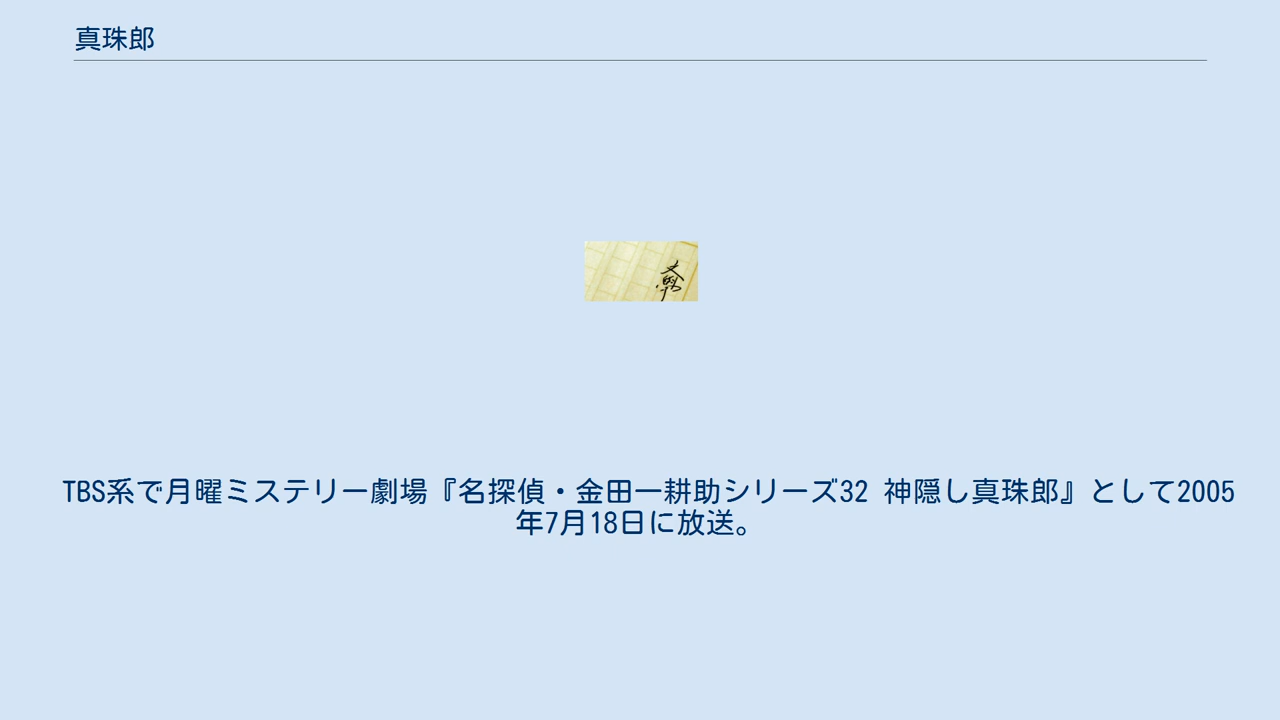 真珠郎
TBS系で月曜ミステリー劇場『名探偵・金田一耕助シリーズ32 神隠し真珠郎』として2005
年7月18日に放送。